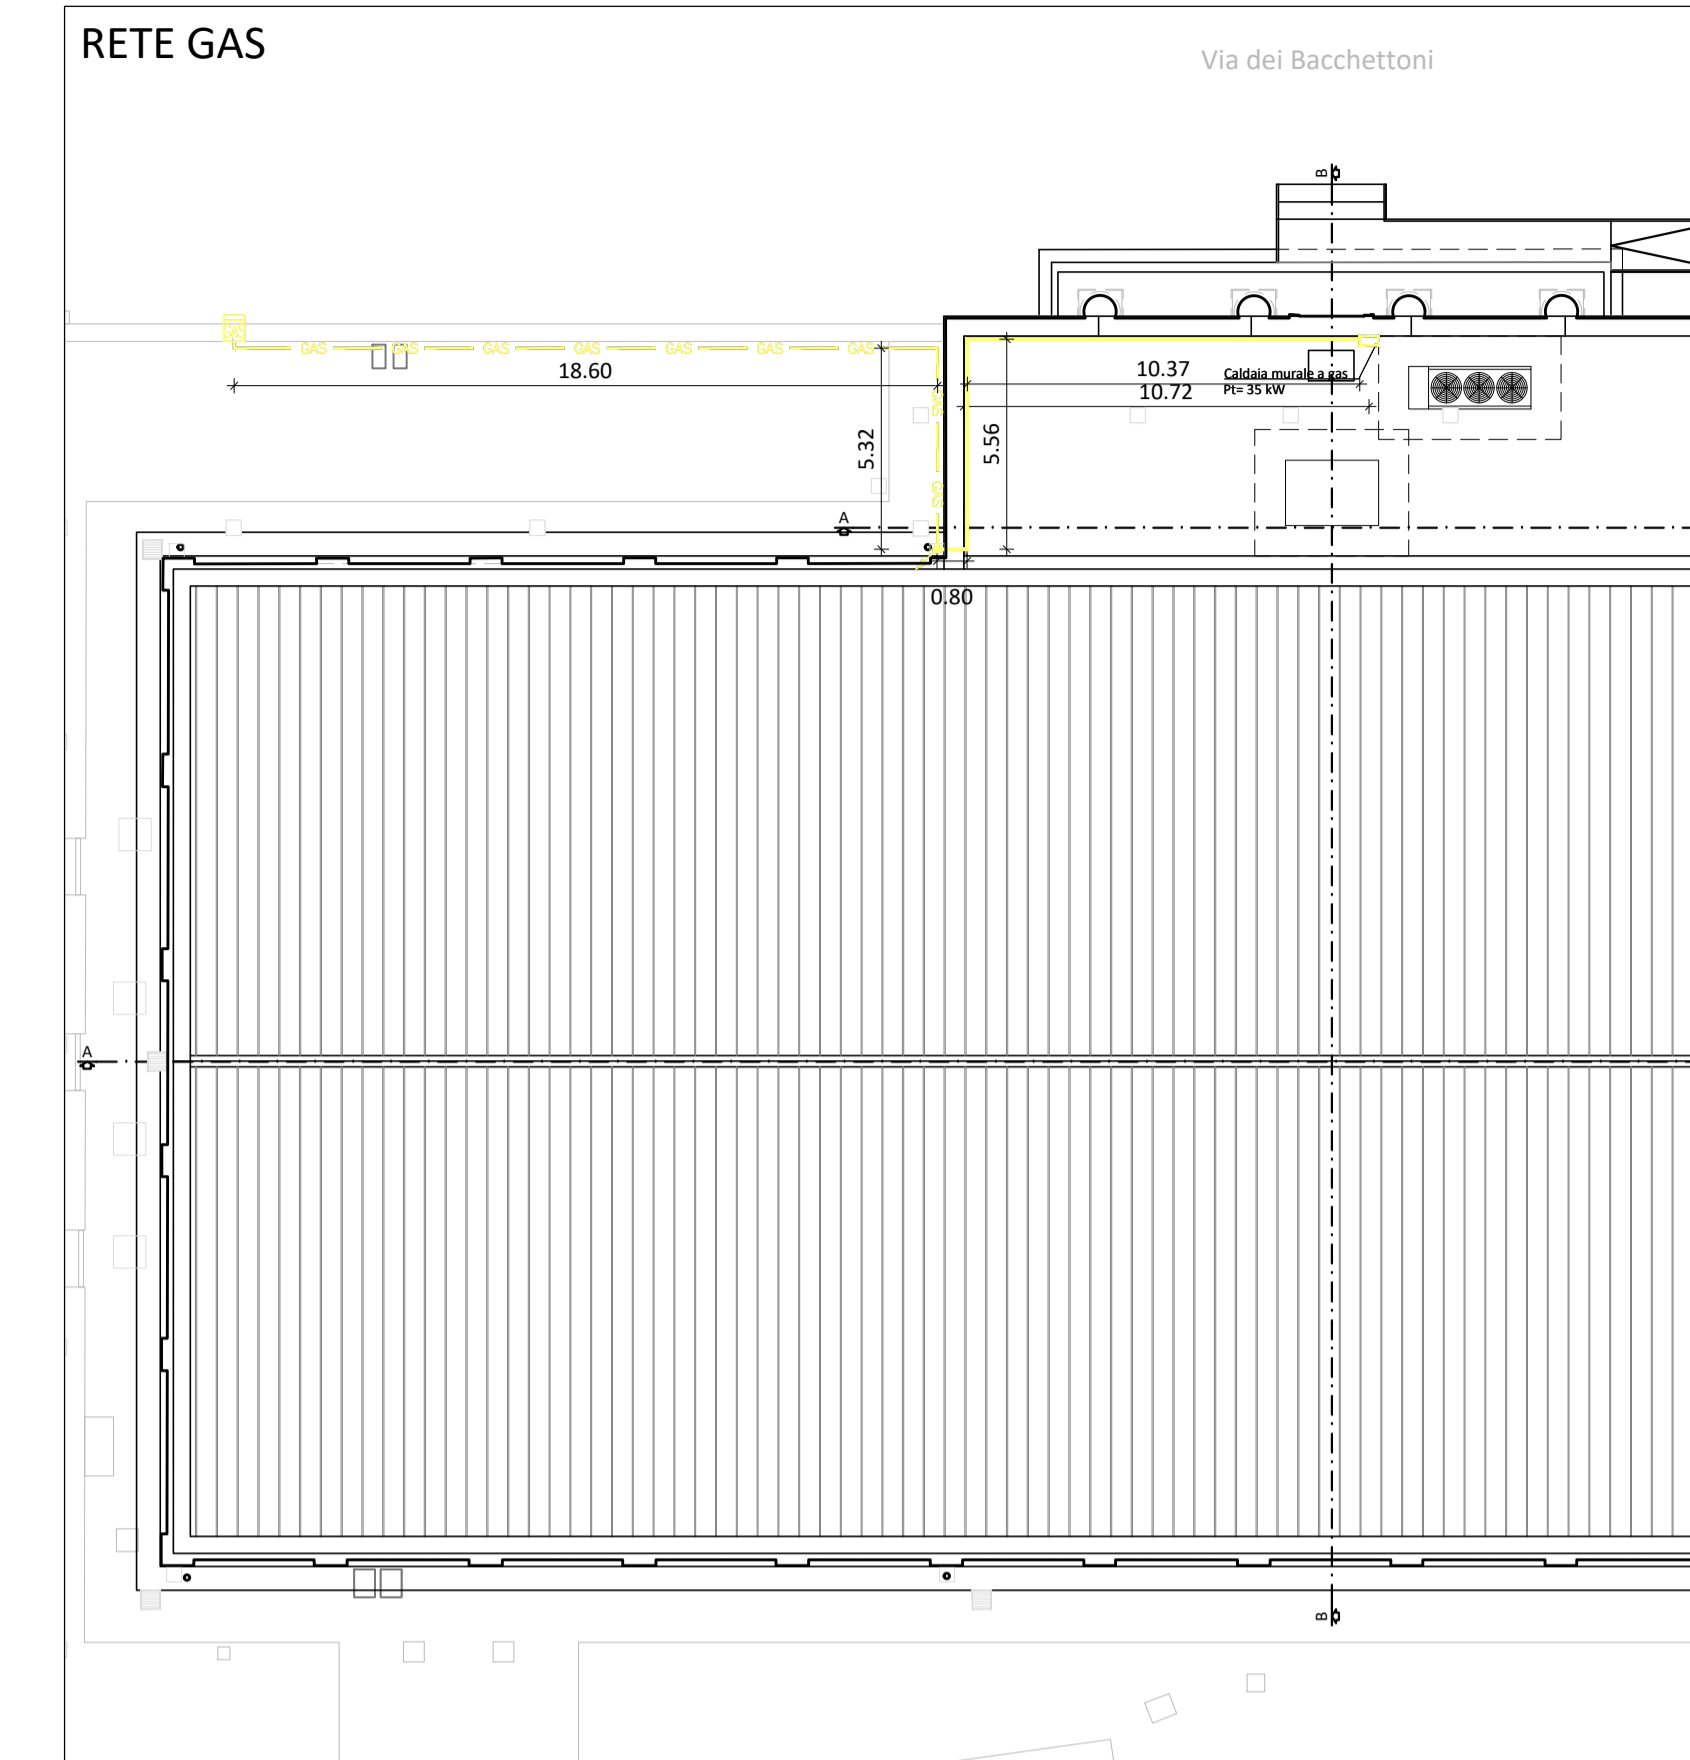 RETE GAS
Via dei Bacchettoni
B
GAS
GAS GAS GAS GAS GAS GAS GAS
18.60
10.37
Caldaia murale a gas
10.72
Pt= 35 kW
GAS
5.32
5.56
GAS
A
0.80
A
B